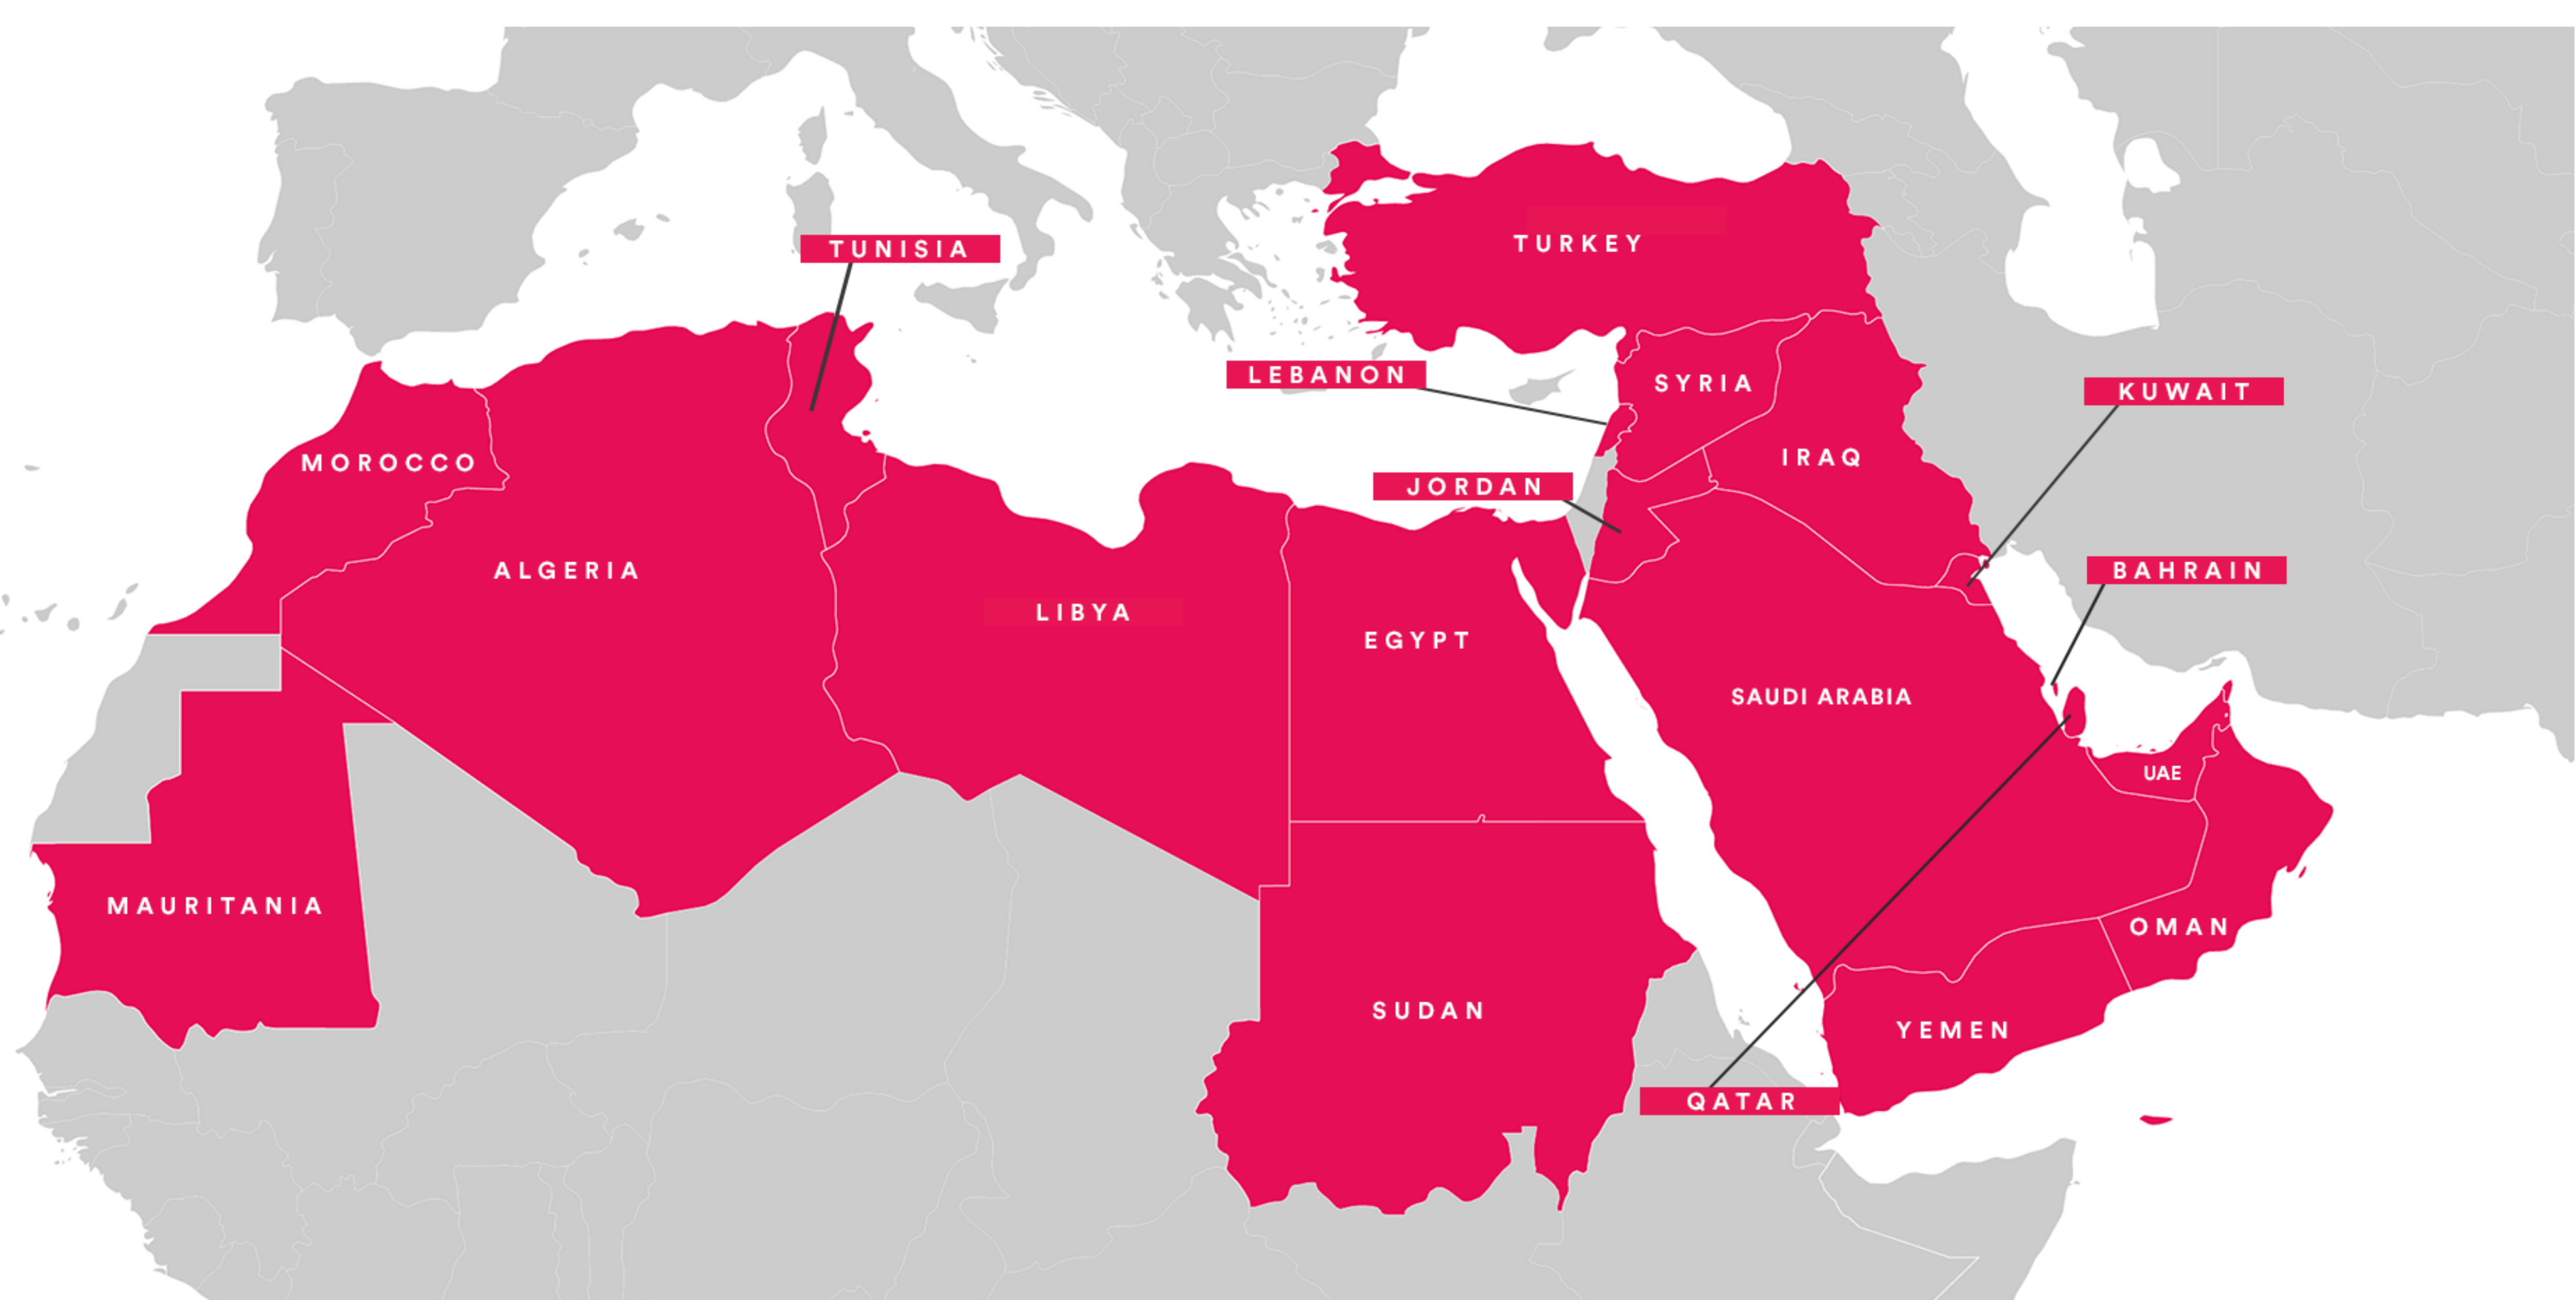 TURKEY
TUNISIA
LEBANON
SYRIA
KUWAIT
MOROCCO
IRAQ
JORDAN
ALGERIA
BAHRAIN
LIBYA
EGYPT
SAUDI ARABIA
UAE
MAURITANIA
OMAN
SUDAN
YEMEN
QATAR